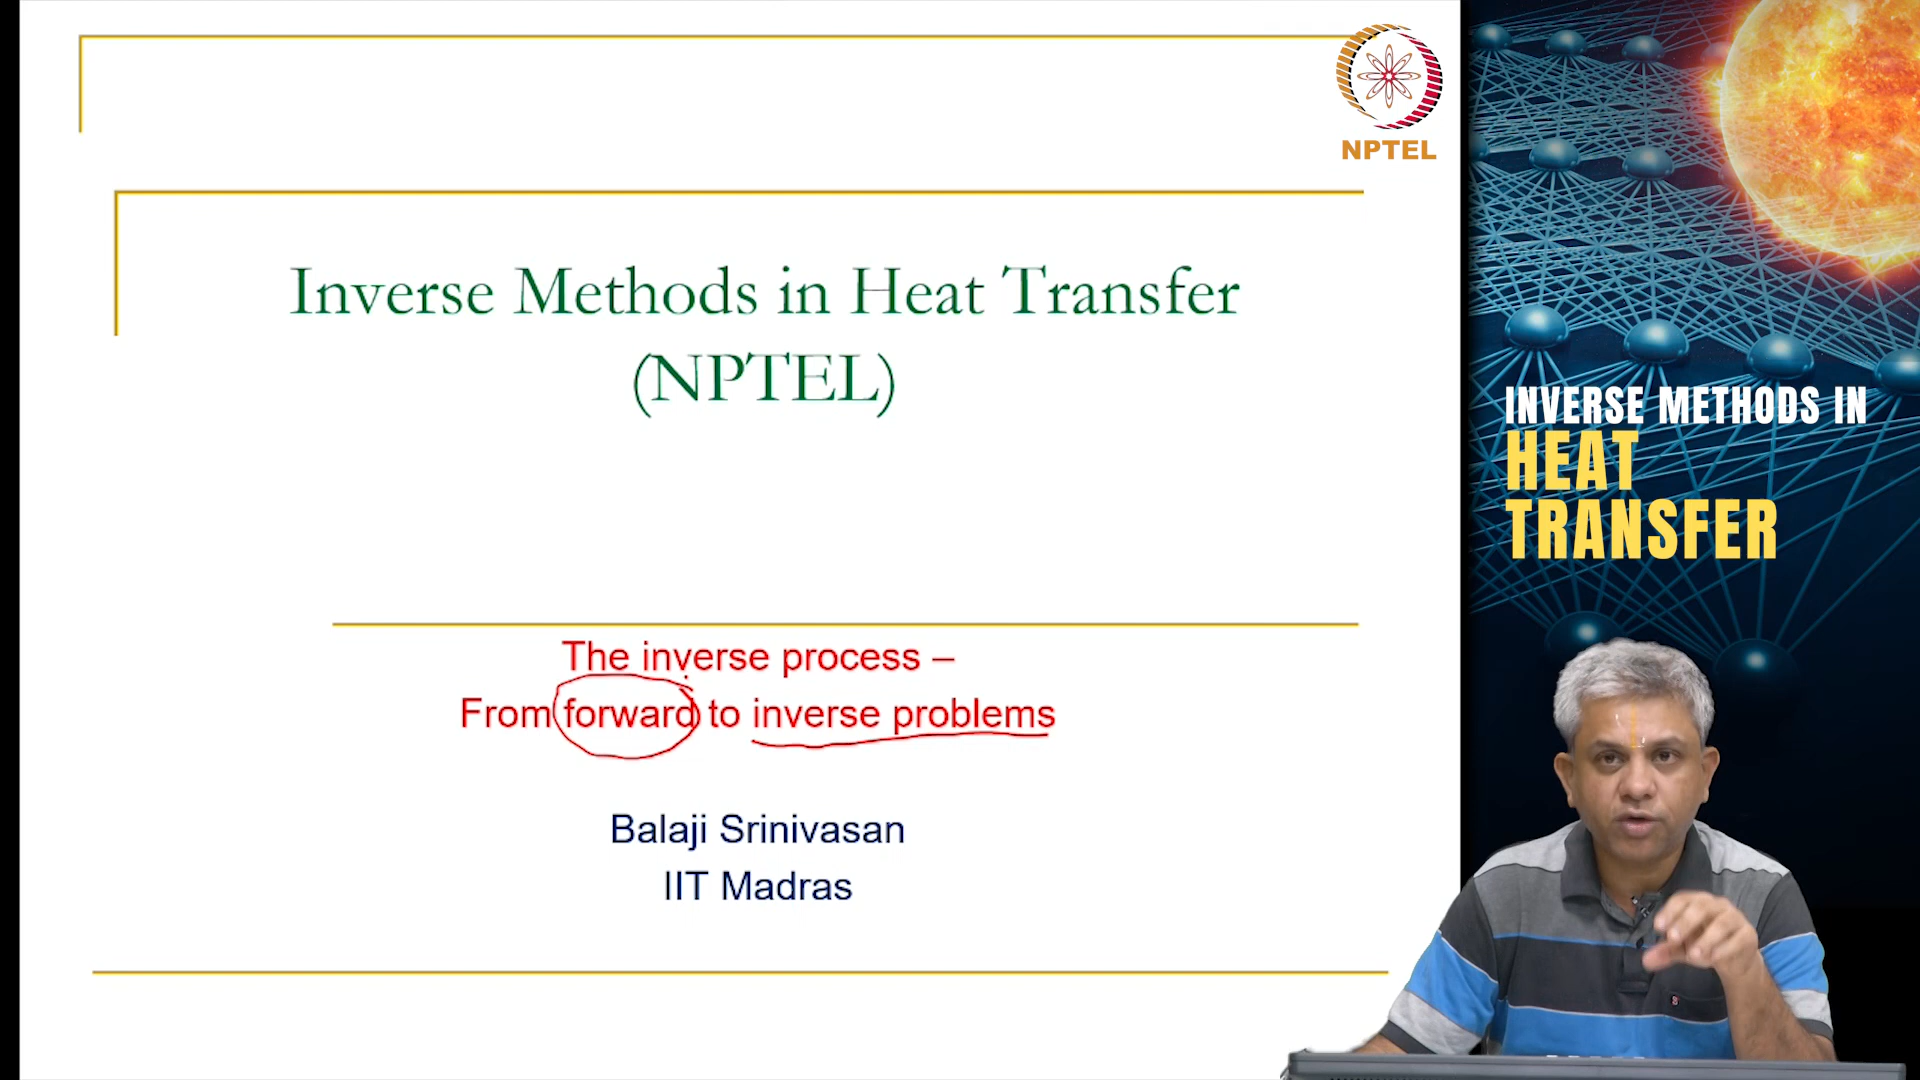 NPTEL
Inverse Methods in Heat Transfer
(NPTEL)
The inverse process –
From forward to inverse problems
Balaji Srinivasan
IIT Madras
INVERSE METHODS IN
HEAT
TRANSFER